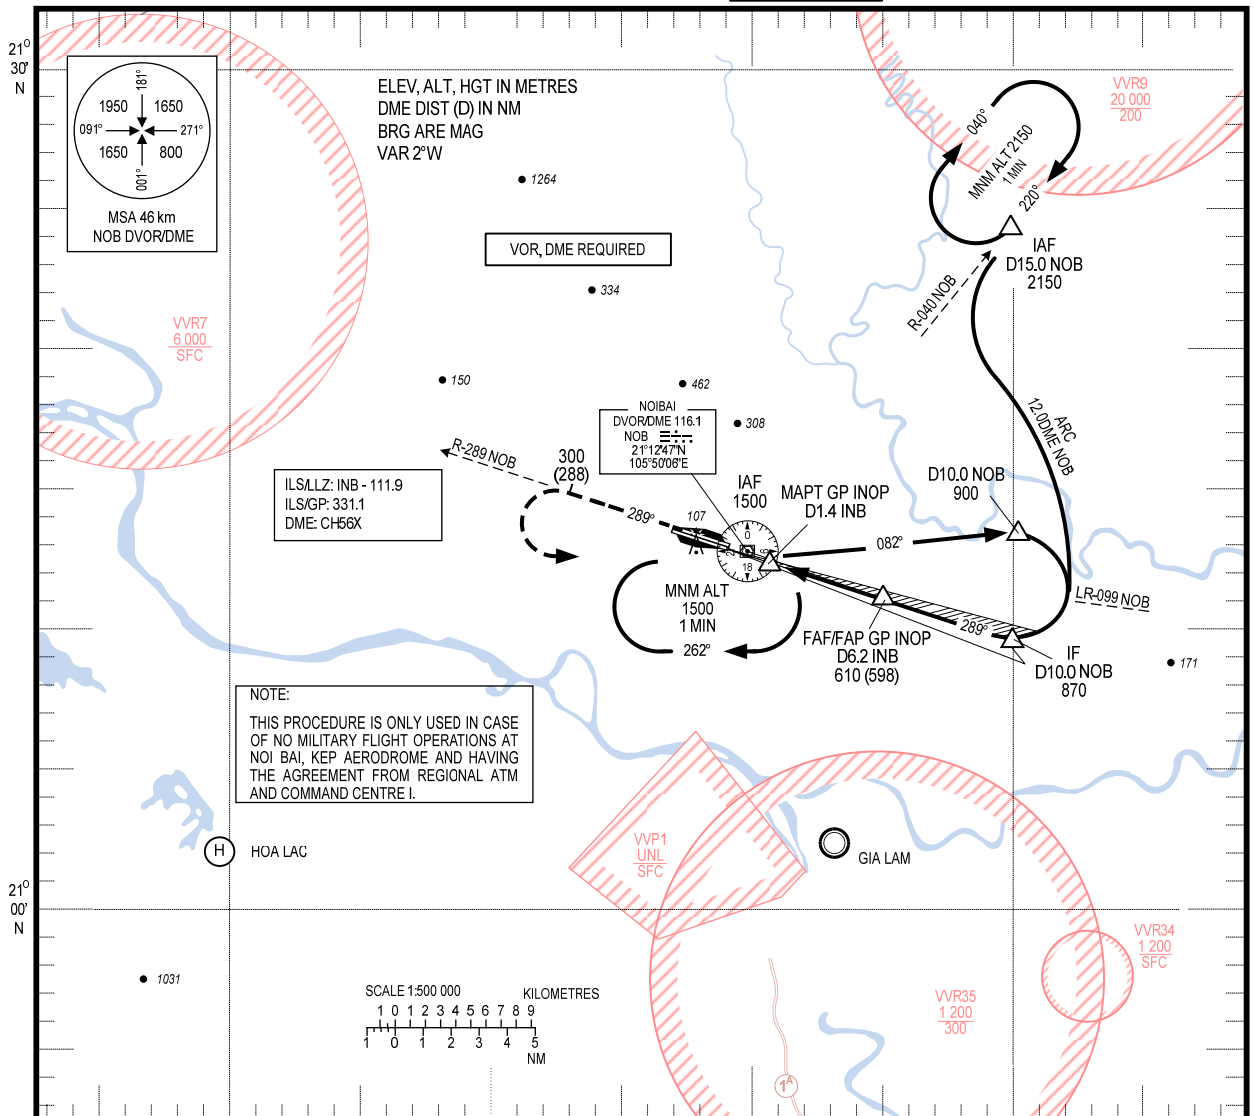 21°
30'
N
181°
1950
1650
091°
271°
1650
800
001°
MSA 46 km
NOB DVOR/DME
ELEV, ALT, HGT IN METRES
DME DIST (D) IN NM
BRG ARE MAG
VAR 2°W
VVR9
20 000
200
040°
MNM ALT 2150
1 MIN
220°
1264
VOR, DME REQUIRED
IAF
D15.0 NOB
2150
334
R-040 NOB
VVR7
6 000
SFC
150
462
NOIBAI
DVOR/DME 116.1
NOB
21°12'47"N
105°50'06"E
308
ARC
12.0DME NOB
R-289 NOB
300
(288)
IAF
1500
MAPT GP INOP
D1.4 INB
D10.0 NOB
900
ILS/LLZ: INB - 111.9
ILS/GP: 331.1
DME: CH56X
289°
107
0
18
082°
MNM ALT
1500
1 MIN
262°
LR-099 NOB
289°
FAF/FAP GP INOP
D6.2 INB
610 (598)
IF
D10.0 NOB
870
171
NOTE:
THIS PROCEDURE IS ONLY USED IN CASE
OF NO MILITARY FLIGHT OPERATIONS AT
NOI BAI, KEP AERODROME AND HAVING
THE AGREEMENT FROM REGIONAL ATM
AND COMMAND CENTRE I.
H
HOA LAC
VVP1
UNL
SFC
GIA LAM
21°
00'
N
1031
VVR34
1 200
SFC
VVR35
1 200
300
SCALE 1:500 000
KILOMETRES
1 0 1 2 3 4 5 6 7 8 9
1 0 1 2 3 4 5
NM
1A